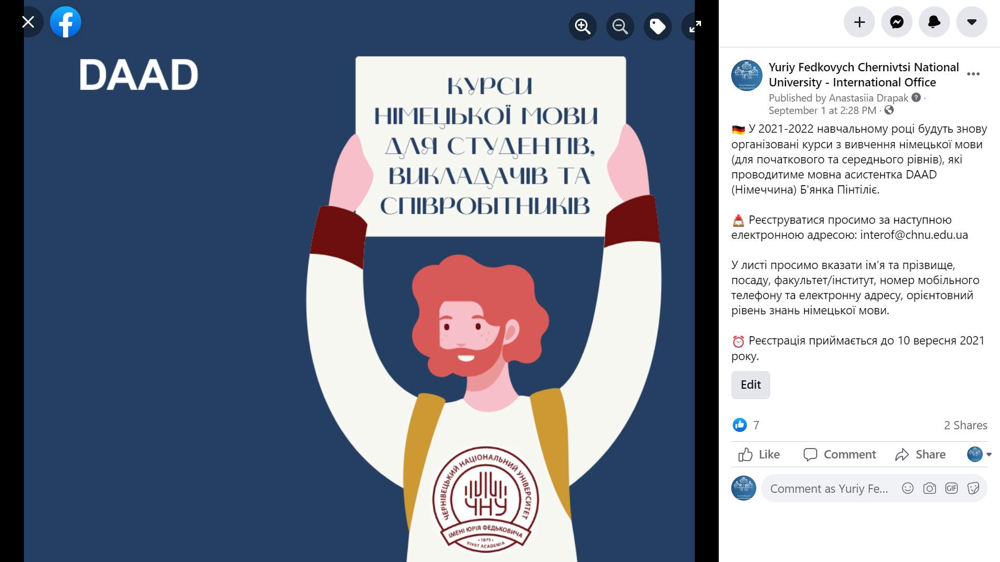 DAAD
КУРСИ
НІМЕЦЬКОЇ МОВИ
ДЛЯ СТУДЕНТІВ,
ВИКЛАДАЧІВ ТА
СПІВРОБІТНИКІВ
ЧЕРНІВЕЦЬКИЙ НАЦІОНАЛЬНИЙ УНІВЕРСИТЕТ
ЧНУ
ІМЕНІ ЮРІЯ ФЕДЬКОВИЧА
• 1875 •
VIVAT ACADEMIA
Yuriy Fedkovych Chernivtsi National
University - International Office
Published by Anastasiia Drapak ·
September 1 at 2:28 PM ·
У 2021-2022 навчальному році будуть знову
організовані курси з вивчення німецької мови
(для початкового та середнього рівнів), які
проводитиме мовна асистентка DAAD
(Німеччина) Б'янка Пінтіліє.
Реєструватися просимо за наступною
електронною адресою: interof@chnu.edu.ua
У листі просимо вказати ім’я та прізвище,
посаду, факультет/інститут, номер мобільного
телефону та електронну адресу, орієнтовний
рівень знань німецької мови.
Реєстрація приймається до 10 вересня 2021
року.
Edit
7
2 Shares
Like
Comment
Share
Comment as Yuriy Fe...
GIF